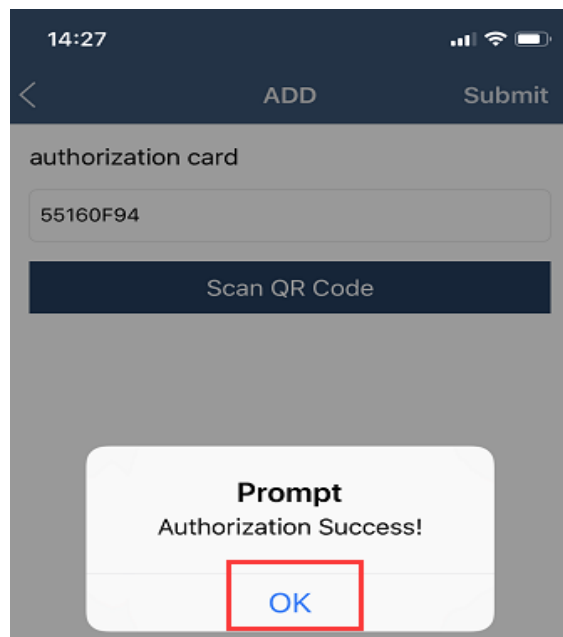 14:27
ADD Submit
authorization card
55160F94
Scan QR Code
Prompt
Authorization Success!
OK